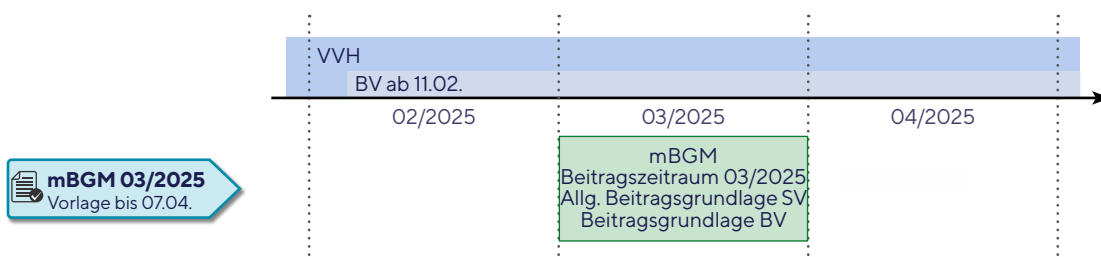 VVH
BV ab 11.02.
02/2025
03/2025
04/2025
mBGM
Beitragszeitraum 03/2025
Allg. Beitragsgrundlage SV
Beitragsgrundlage BV
mBGM 03/2025
Vorlage bis 07.04.